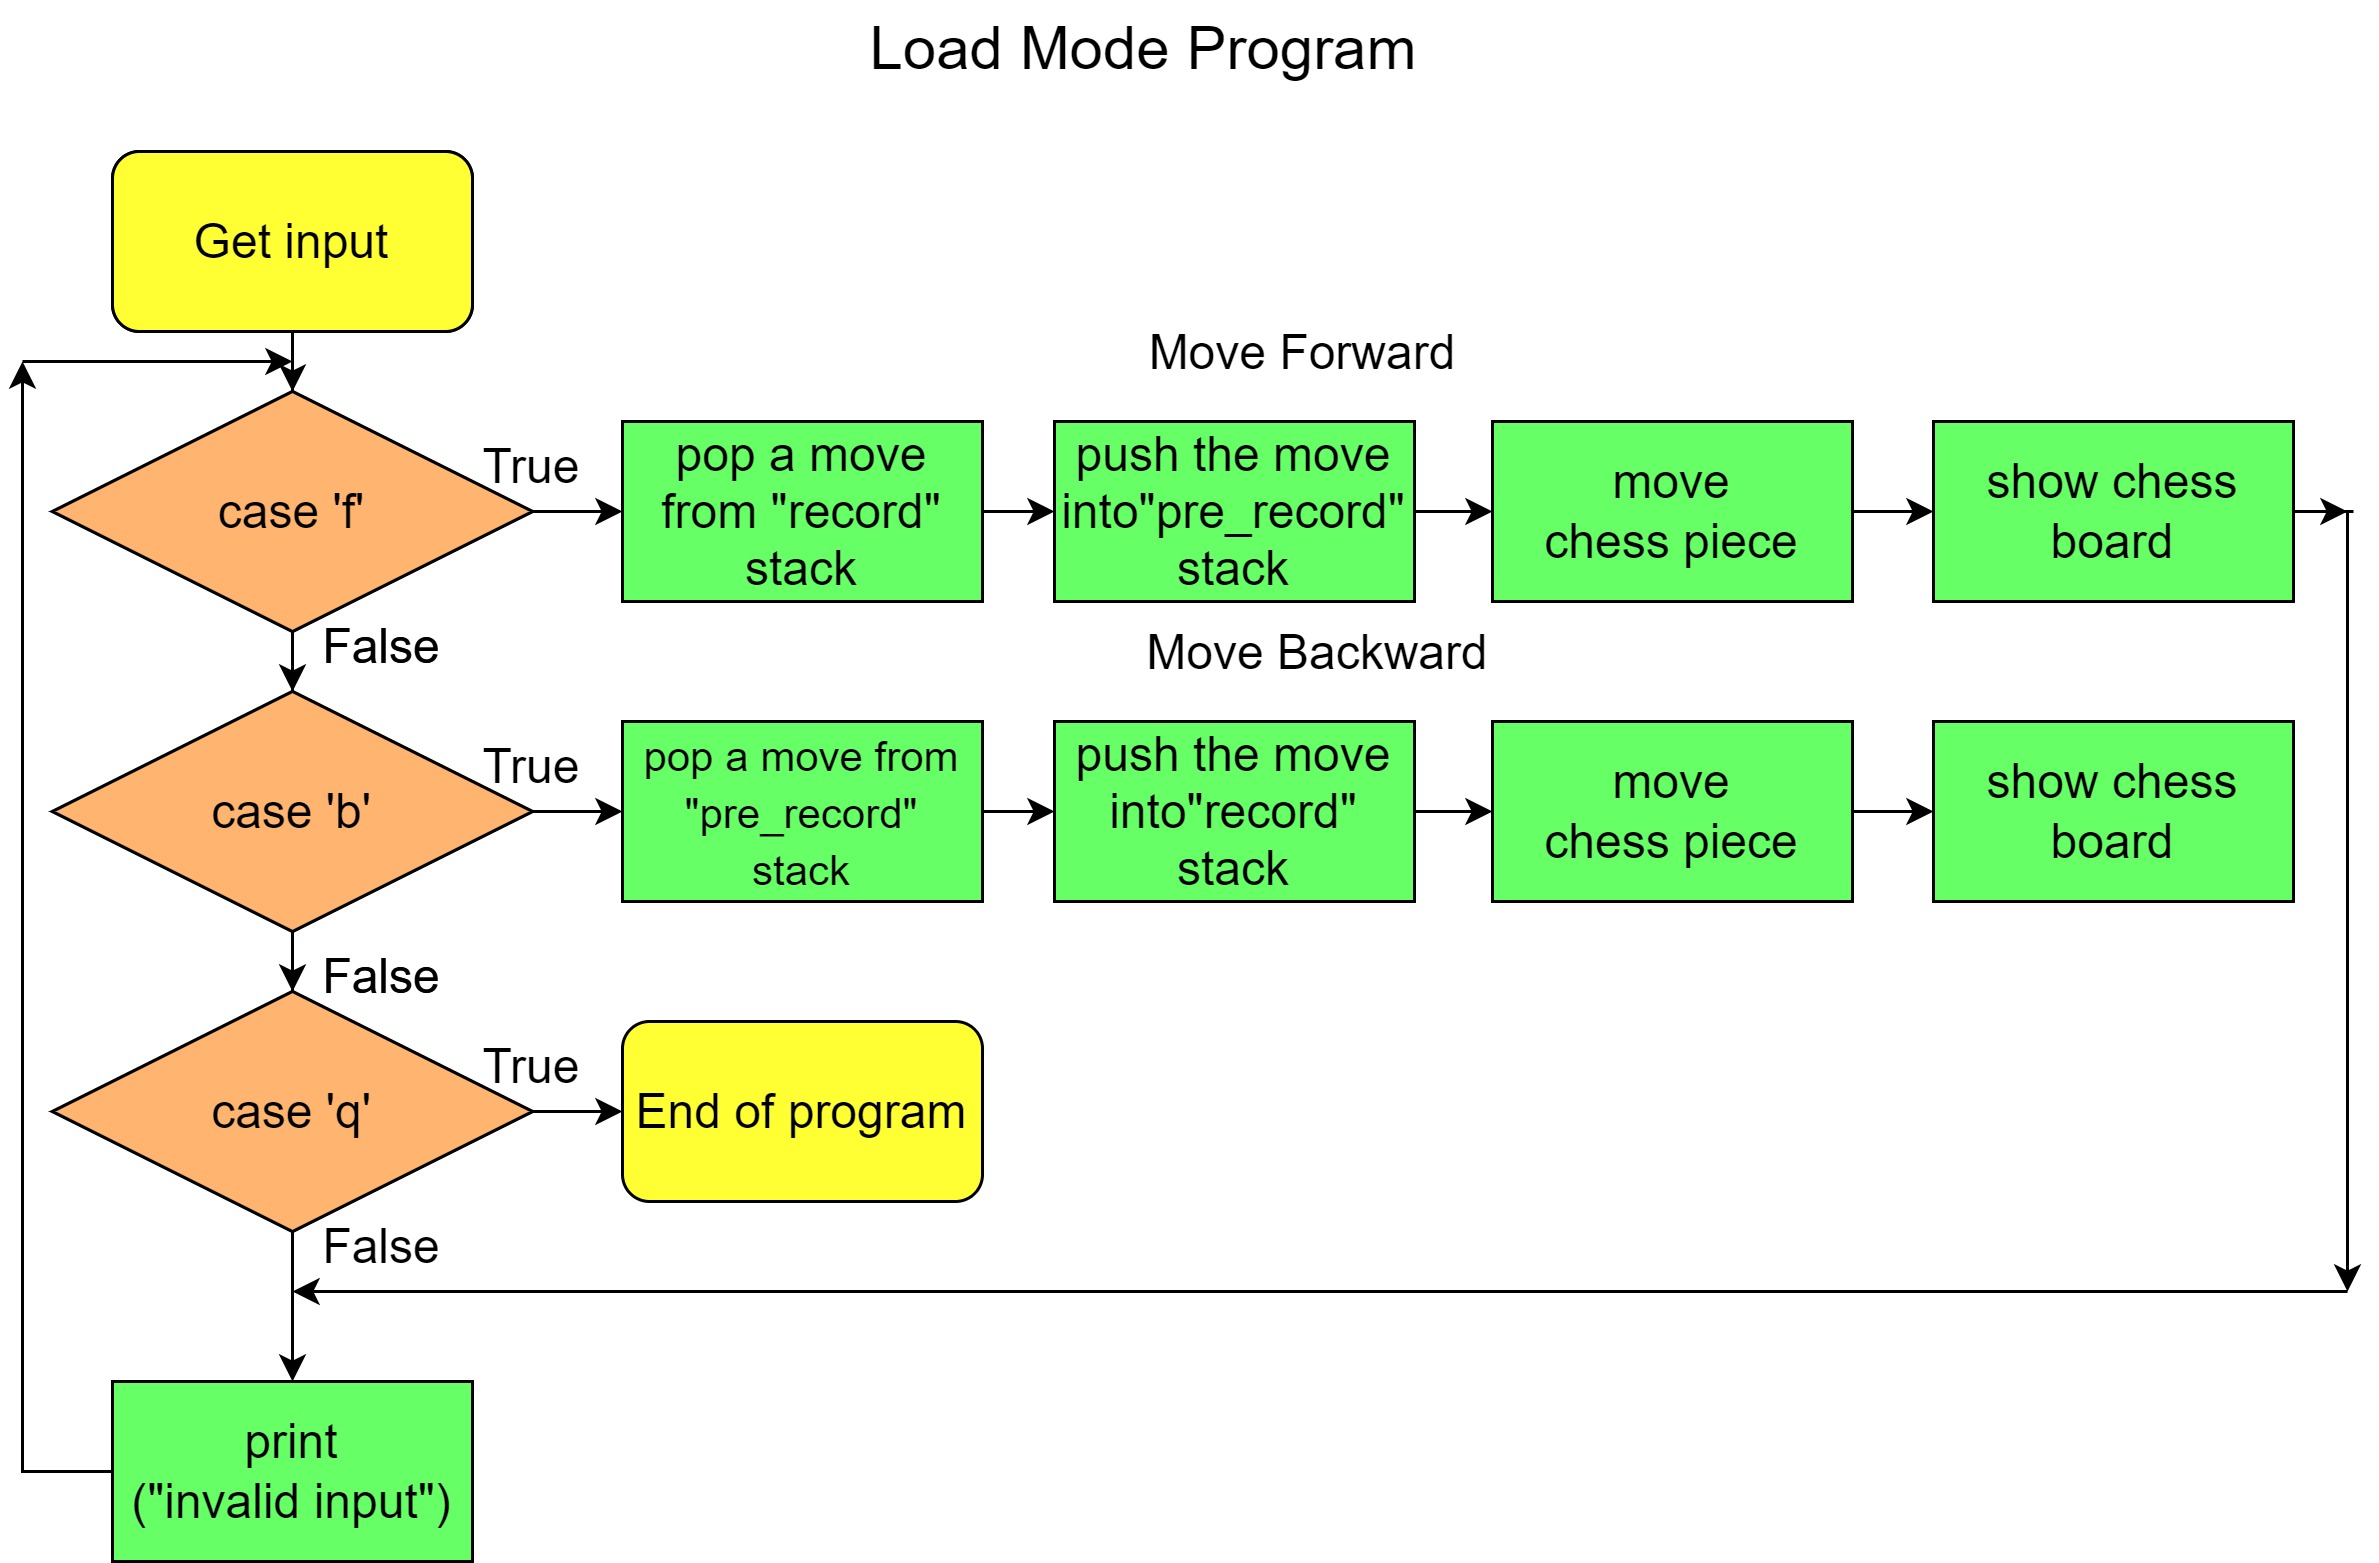 Load Mode Program
Get input
Move Forward
case 'f'
True
pop a move
from "record"
stack
push the move
into"pre_record"
stack
move
chess piece
show chess
board
False
Move Backward
case 'b'
True
pop a move from
"pre_record"
stack
push the move
into"record"
stack
move
chess piece
show chess
board
False
case 'q'
True
End of program
False
print
("invalid input")